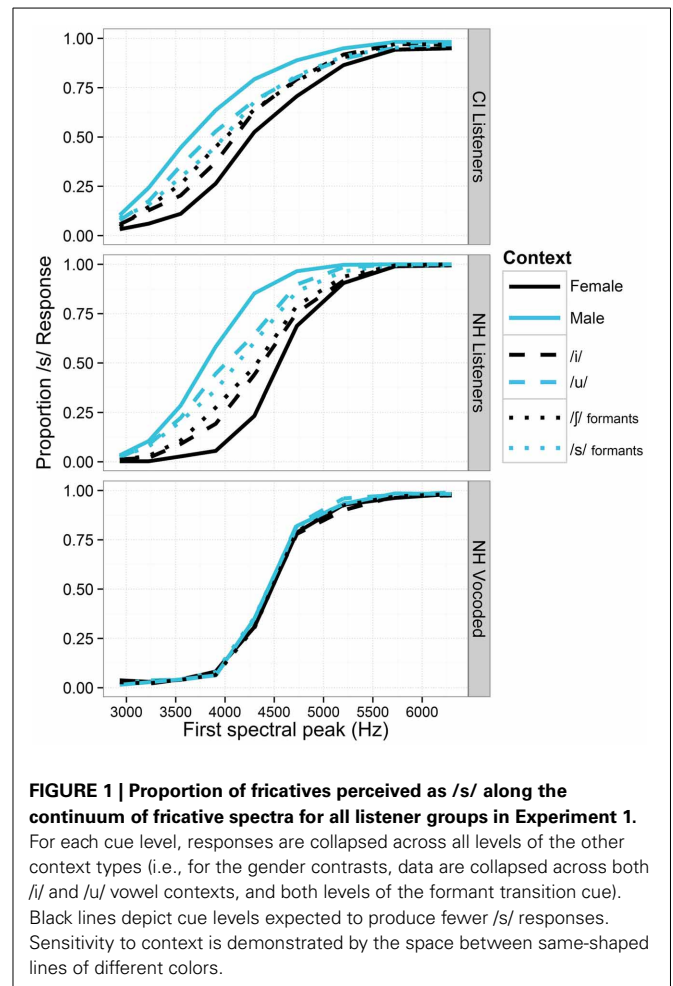 1.00
0.75
0.50
0.25
0.00
CI Listeners
1.00
0.75
0.50
0.25
0.00
NH Listeners
1.00
0.75
0.50
0.25
0.00
NH Vocoded
Proportion /s/ Response
3000 3500 4000 4500 5000 5500 6000
First spectral peak (Hz)
Context
Female
Male
/i/
/u/
/ʃ/ formants
/s/ formants
FIGURE 1 | Proportion of fricatives perceived as /s/ along the
continuum of fricative spectra for all listener groups in Experiment 1.
For each cue level, responses are collapsed across all levels of the other
context types (i.e., for the gender contrasts, data are collapsed across both
/i/ and /u/ vowel contexts, and both levels of the formant transition cue).
Black lines depict cue levels expected to produce fewer /s/ responses.
Sensitivity to context is demonstrated by the space between same-shaped
lines of different colors.